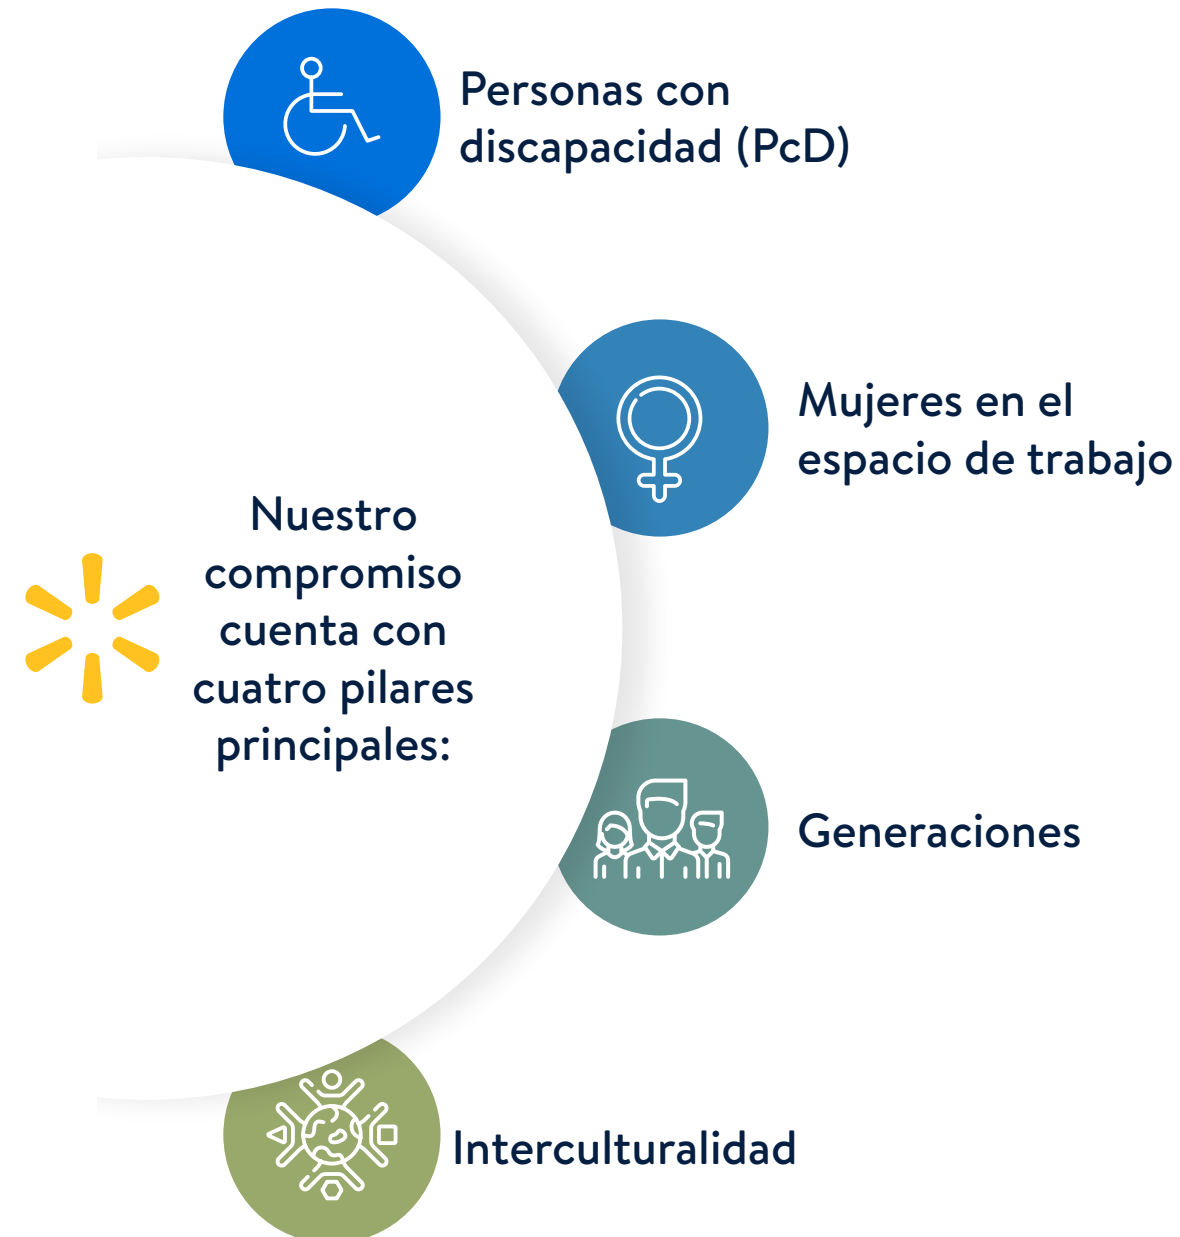 Nuestro
compromiso
cuenta con
cuatro pilares
principales:
Personas con
discapacidad (PcD)
Mujeres en el
espacio de trabajo
Generaciones
Interculturalidad